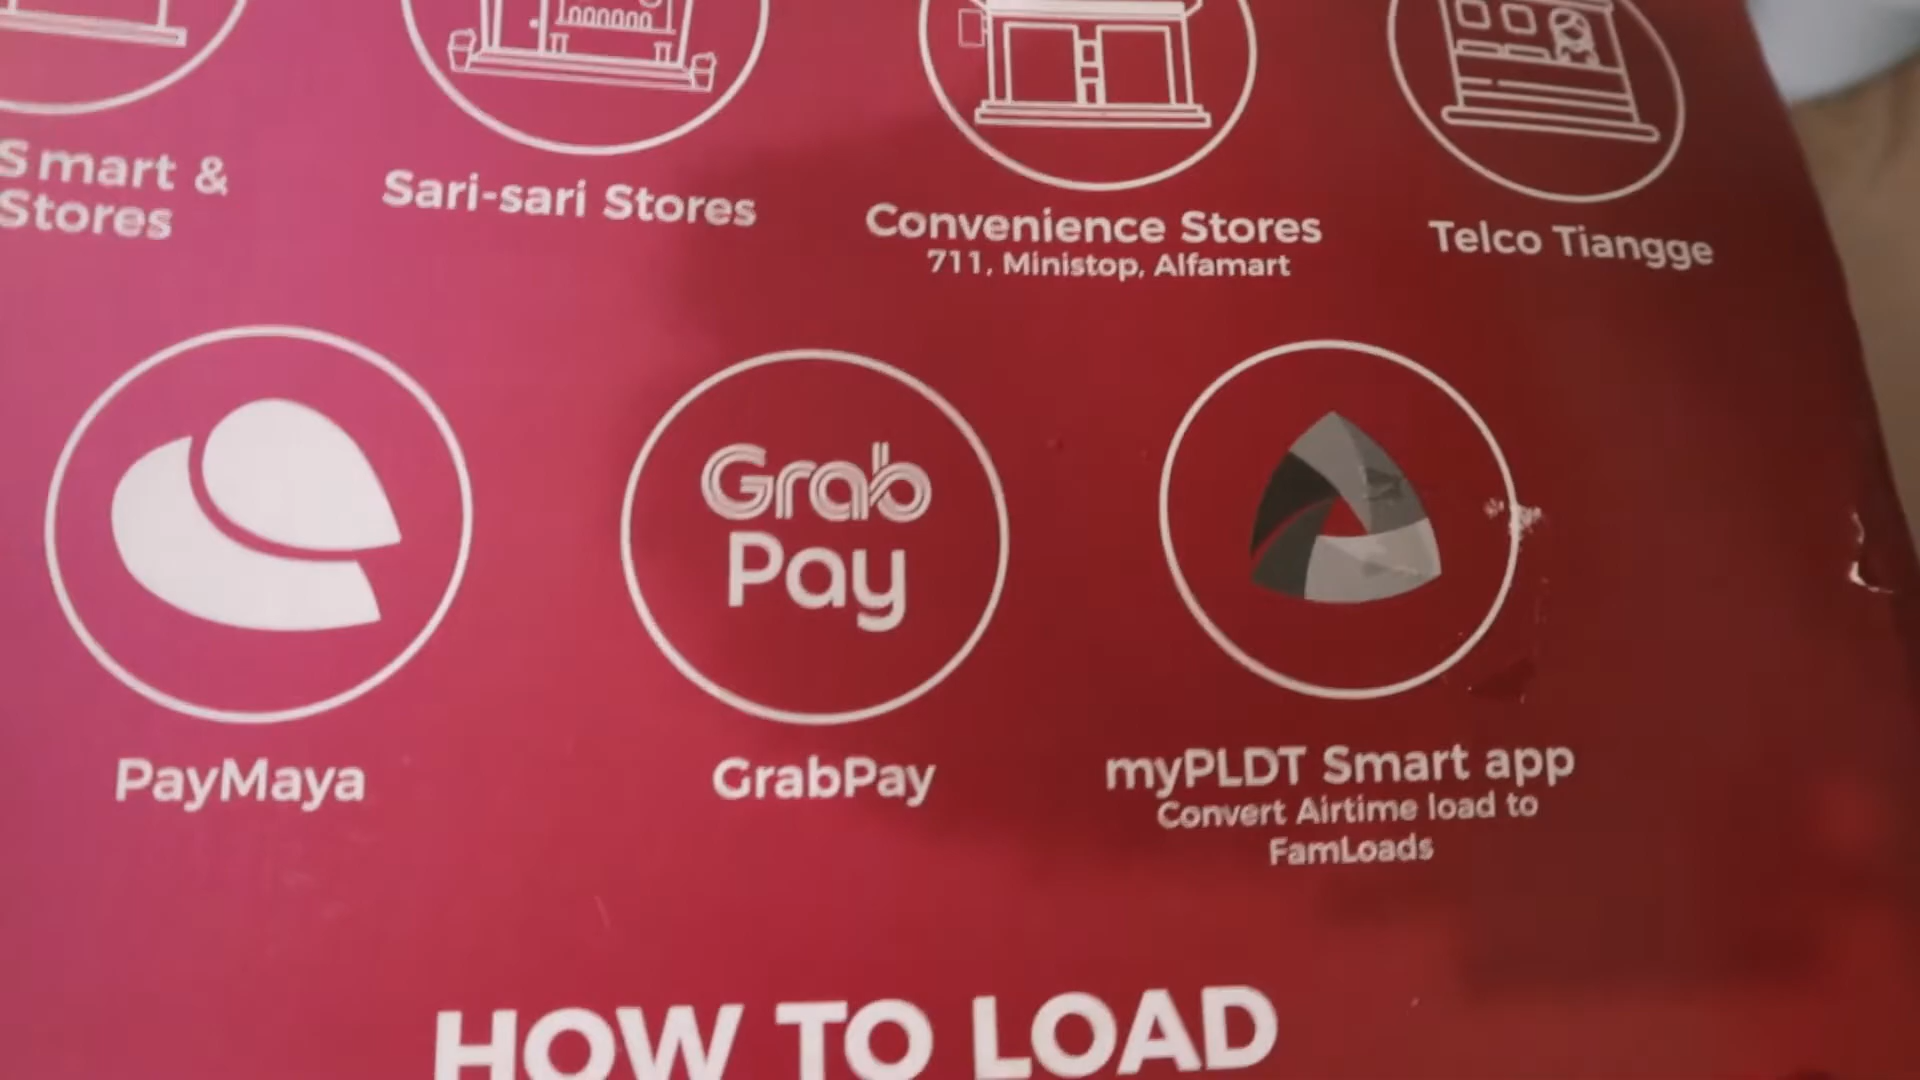 Smart &
Stores
Sari-sari Stores
Convenience Stores
711, Ministop, Alfamart
Telco Tiangge
Grab
Pay
PayMaya
GrabPay
myPLDT Smart app
Convert Airtime load to
FamLoads
HOW TO LOAD